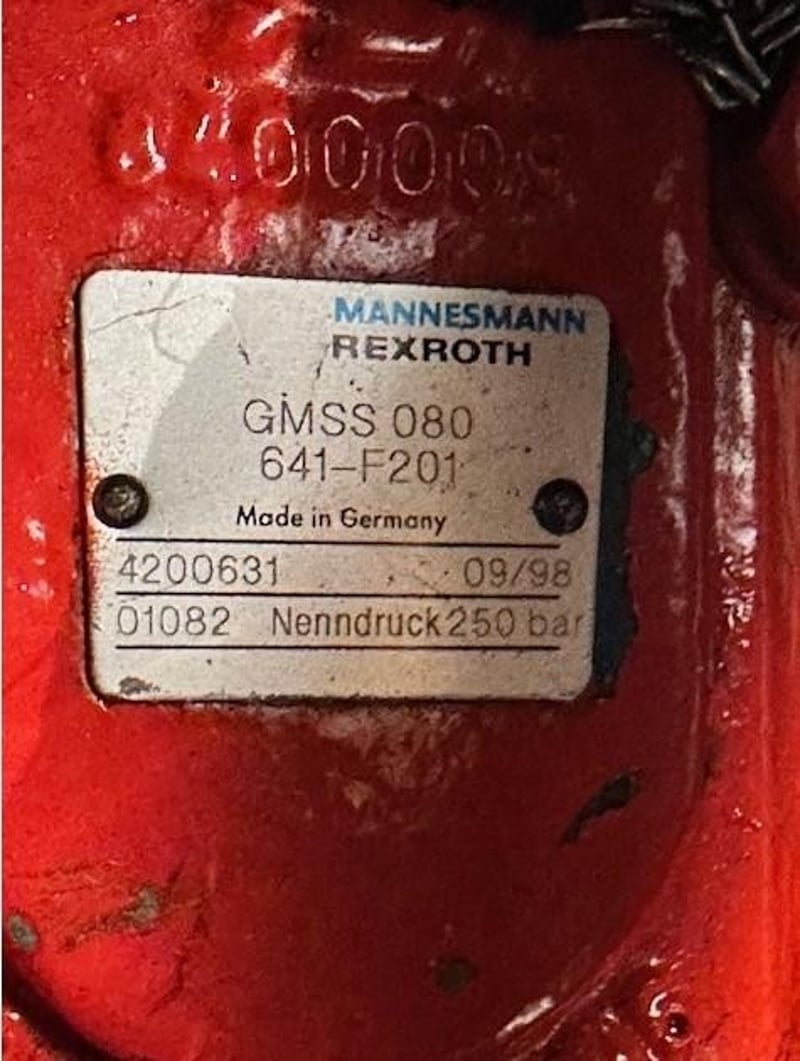 MANNESMANN
REXROTH
GMSS 080
641-F201
Made in Germany
4200631 09/98
01082 Nenndruck 250 bar